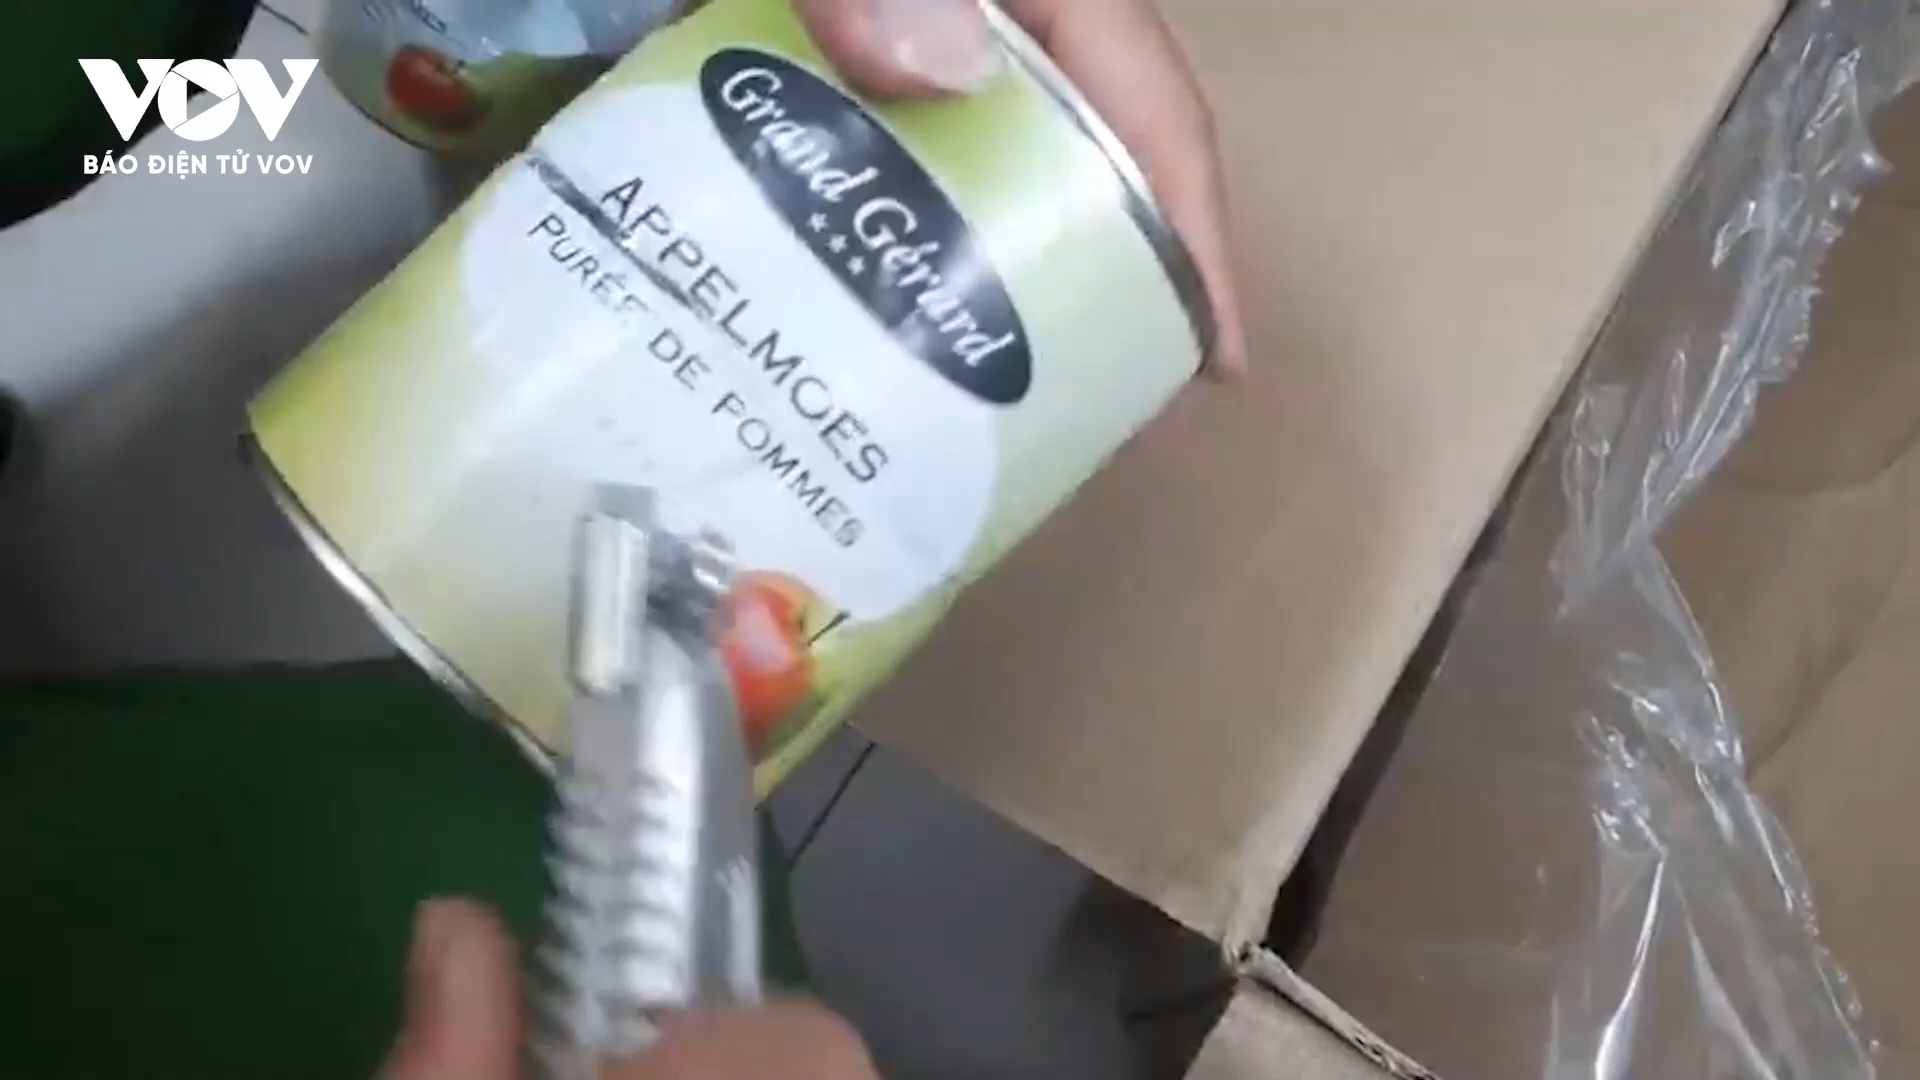 VOV
BÁO ĐIỆN TỬ VOV
Grand Gérard
APPELMOES
PURÉE DE POMMES